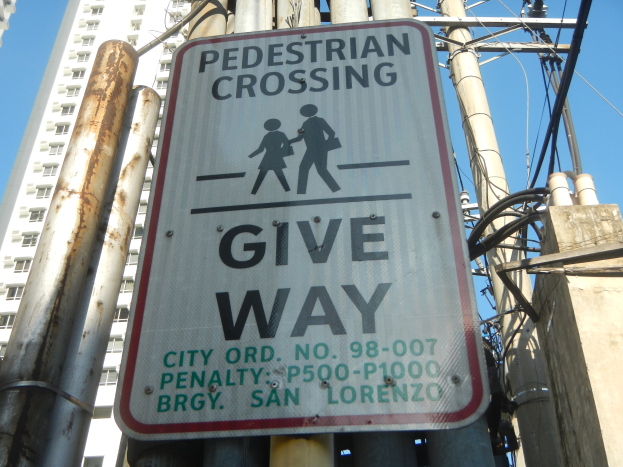 PEDESTRIAN
CROSSING
GIVE
WAY
CITY ORD. NO. 98-007
PENALTY: P500-P1000
BRGY. SAN LORENZO